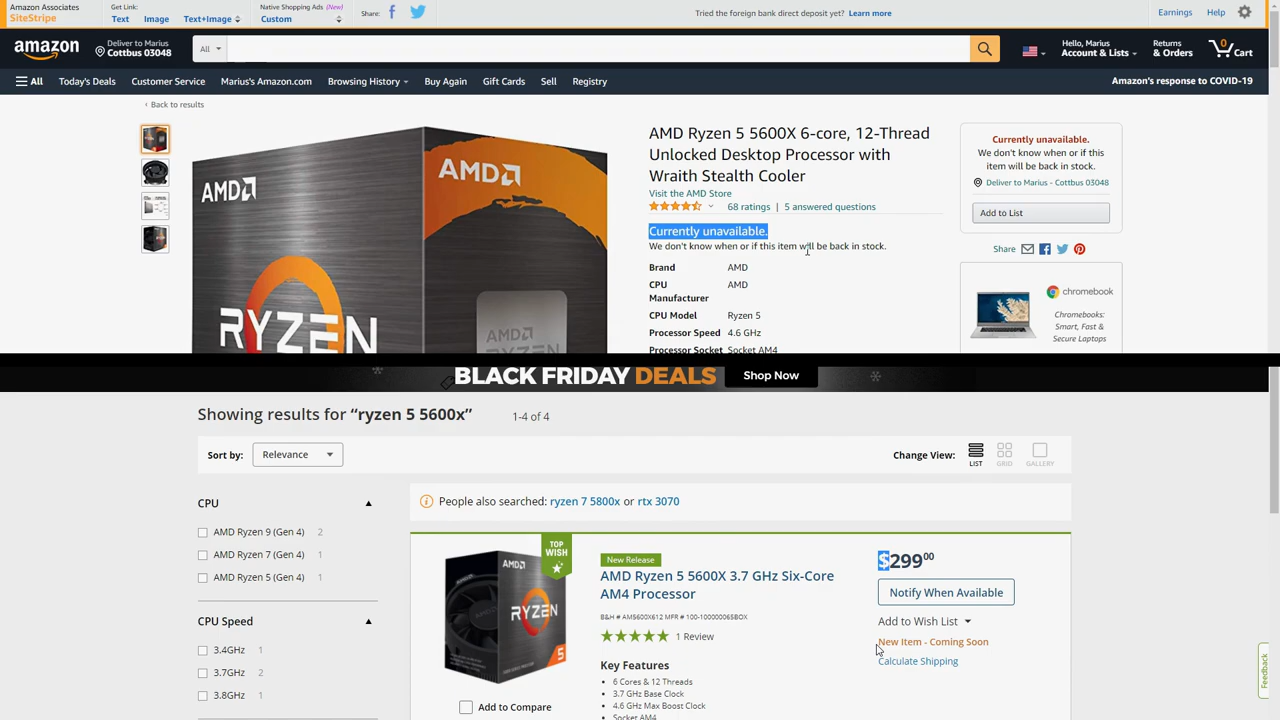 Amazon Associates
SiteStripe
Get Link:
Text Image Text+Image
Native Shopping Ads (New)
Custom
Share:
Tried the foreign bank direct deposit yet? Learn more
Earnings Help
amazon
Deliver to Marius
Cottbus 03048
All
Hello, Marius
Account & Lists
Returns
& Orders
0
Cart
All Today's Deals Customer Service Marius's Amazon.com Browsing History Buy Again Gift Cards Sell Registry
Amazon's response to COVID-19
‹ Back to results
AMD
AMD
RYZEN
AMD
RYZEN
AMD Ryzen 5 5600X 6-core, 12-Thread
Unlocked Desktop Processor with
Wraith Stealth Cooler
Visit the AMD Store
68 ratings | 5 answered questions
Currently unavailable.
We don't know when or if this item will be back in stock.
Brand AMD
CPU AMD
Manufacturer
CPU Model Ryzen 5
Processor Speed 4.6 GHz
Processor Socket Socket AM4
Currently unavailable.
We don't know when or if this
item will be back in stock.
Deliver to Marius - Cottbus 03048
Add to List
Share
chromebook
Chromebooks:
Smart, Fast &
Secure Laptops
BLACK FRIDAY DEALS Shop Now
Showing results for “ryzen 5 5600x” 1-4 of 4
Sort by: Relevance
Change View:
LIST GRID GALLERY
CPU
AMD Ryzen 9 (Gen 4) 2
AMD Ryzen 7 (Gen 4) 1
AMD Ryzen 5 (Gen 4) 1
CPU Speed
3.4GHz 1
3.7GHz 2
3.8GHz 1
People also searched: ryzen 7 5800x or rtx 3070
TOP
WISH
AMD
RYZEN
5
Add to Compare
New Release
AMD Ryzen 5 5600X 3.7 GHz Six-Core
AM4 Processor
B&H # AM5600X612 MFR # 100-100000065BOX
1 Review
Key Features
• 6 Cores & 12 Threads
• 3.7 GHz Base Clock
• 4.6 GHz Max Boost Clock
• Socket AM4
$299.00
Notify When Available
Add to Wish List
New Item - Coming Soon
Calculate Shipping
Feedback